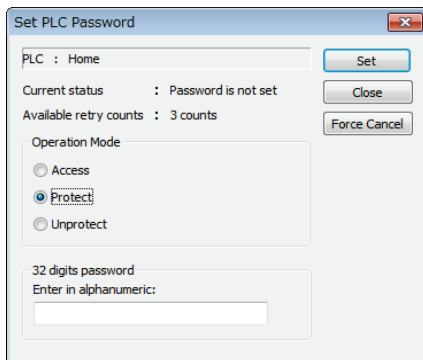 Set PLC Password
PLC : Home
Set
Current status : Password is not set
Close
Available retry counts : 3 counts
Force Cancel
Operation Mode
Access
Protect
Unprotect
32 digits password
Enter in alphanumeric: